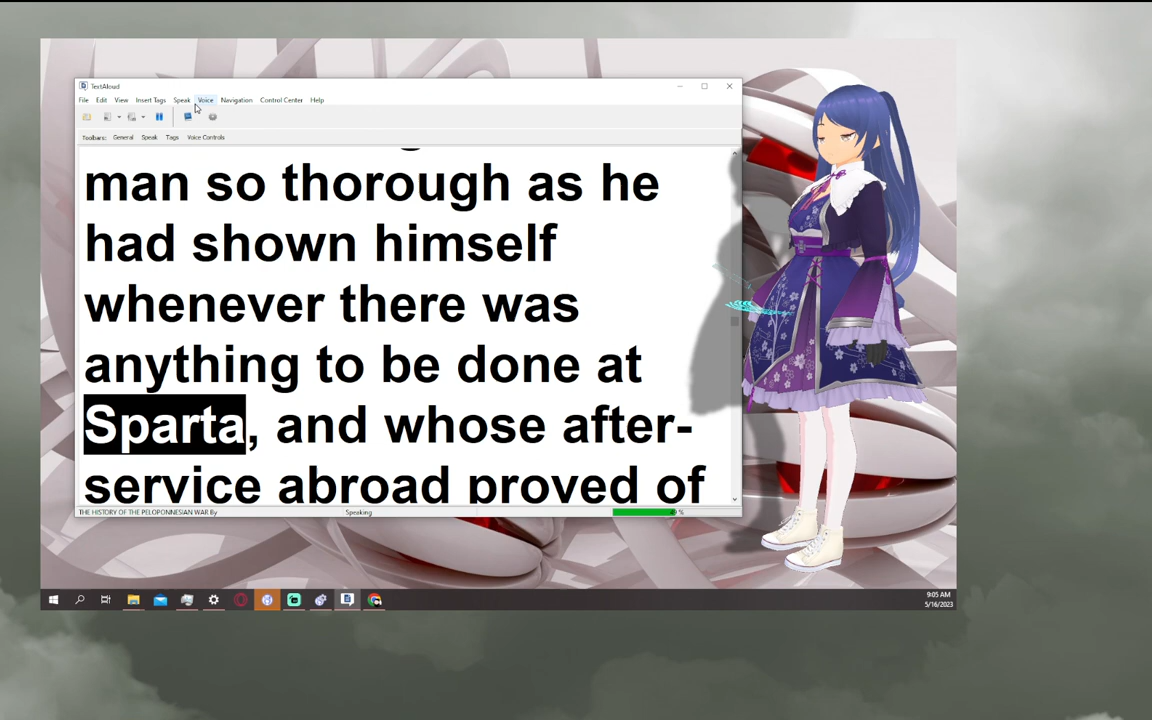 TextAloud
File Edit View Insert Tags Speak Voice Navigation Control Center Help
Toolbars: General Speak Tags Voice Controls
man so thorough as he
had shown himself
whenever there was
anything to be done at
Sparta, and whose after-
service abroad proved of
THE HISTORY OF THE PELOPONNESIAN WAR By Speaking
9:05 AM
5/16/2023